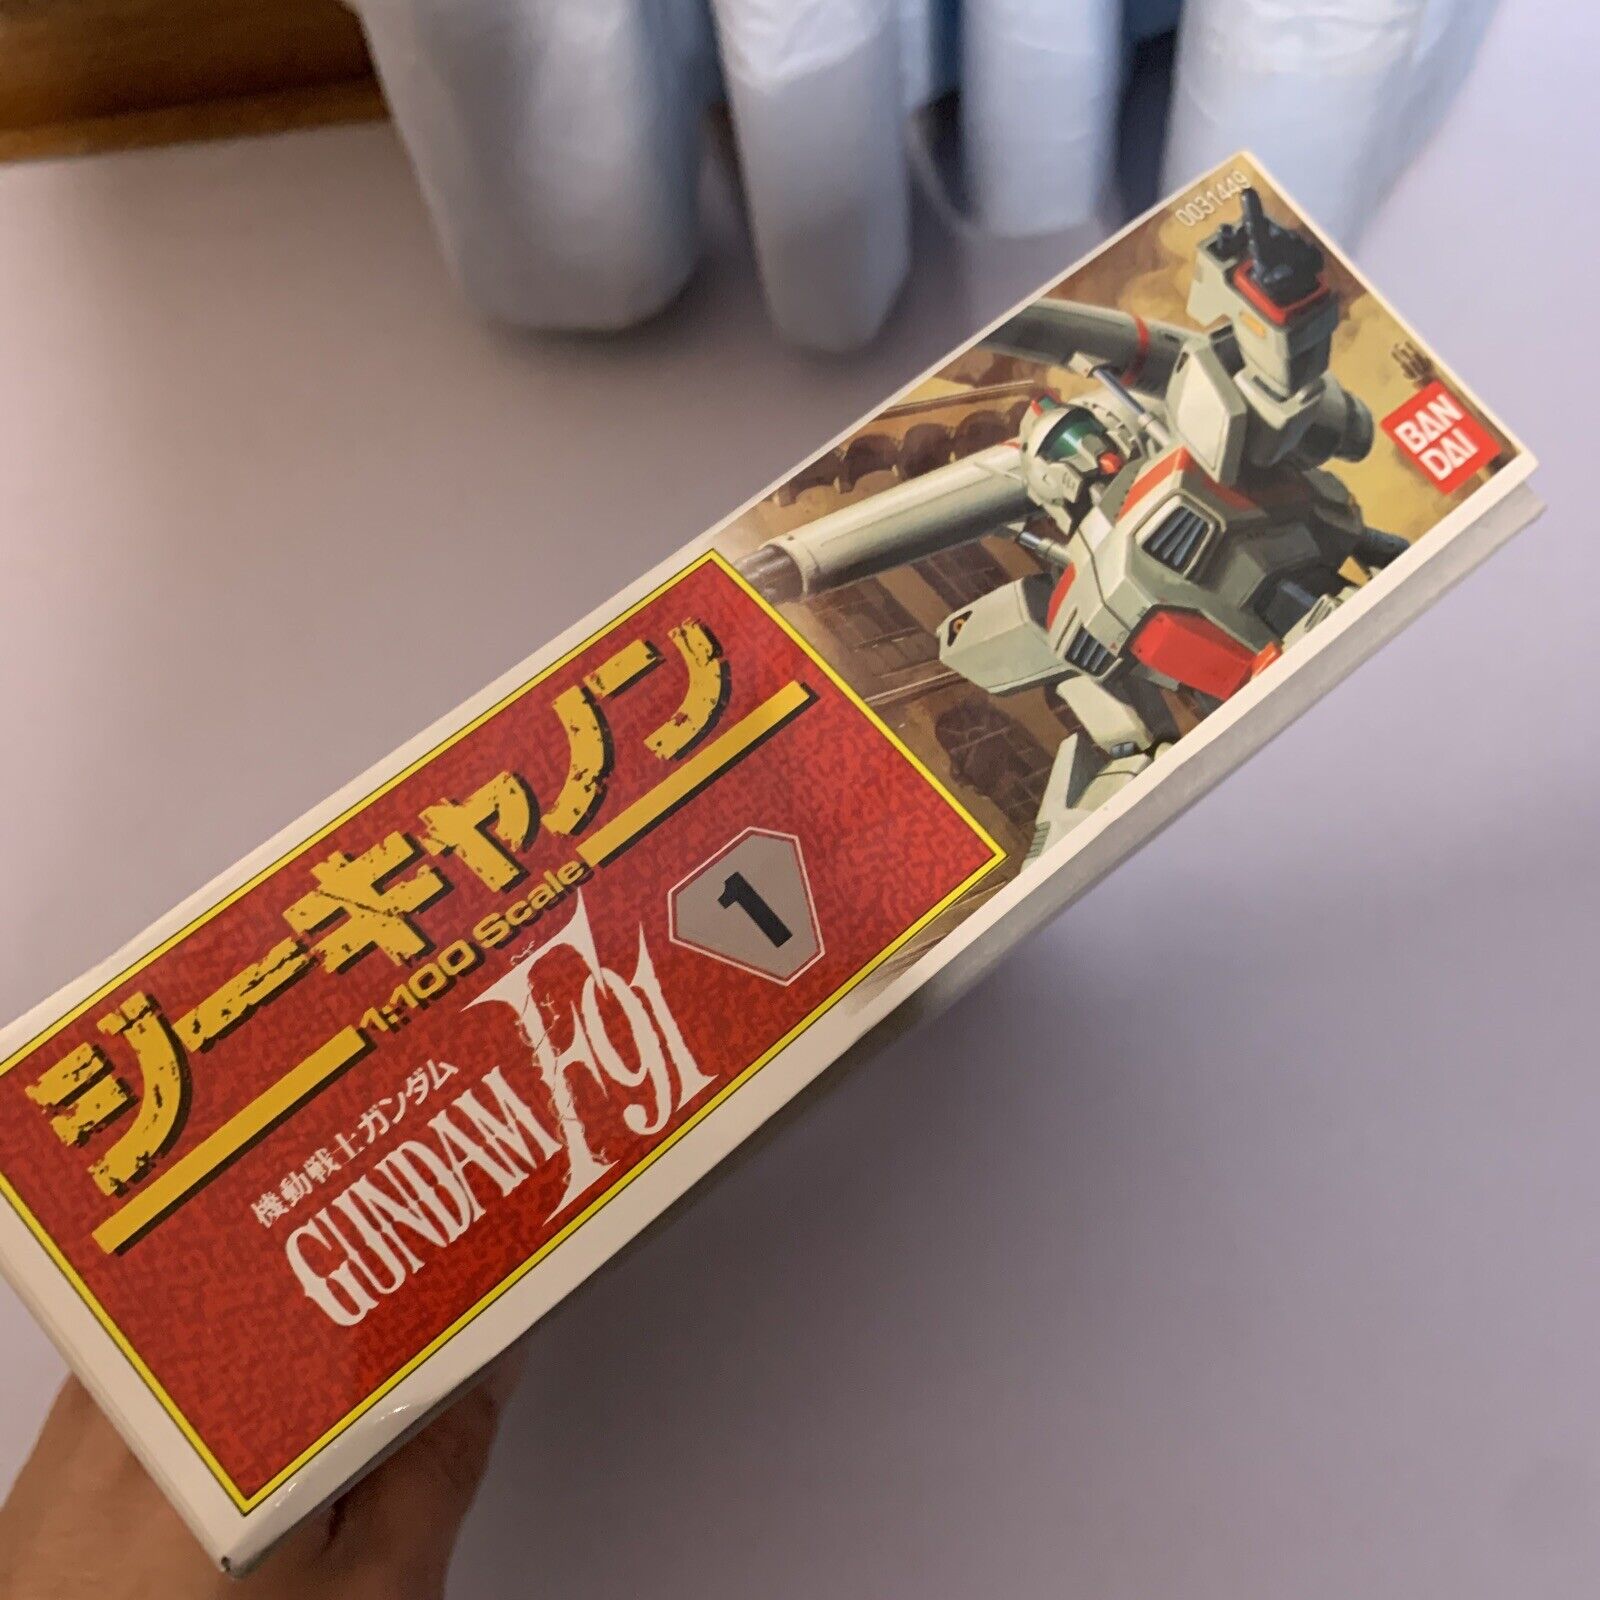 ジーキャノン
1:100 Scale
機動戦士ガンダム
GUNDAM F91
1
0031449
BAN
DAI